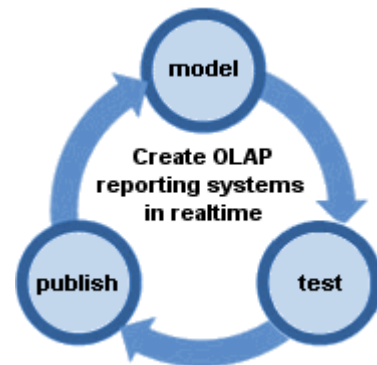 model
Create OLAP
reporting systems
in realtime
publish
test